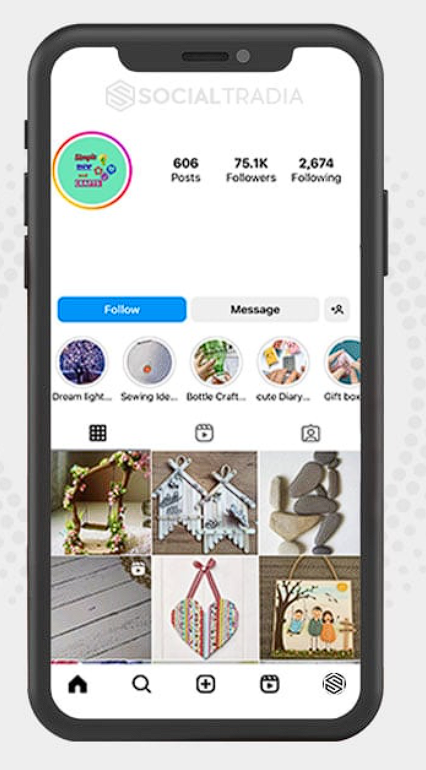 SOCIALTRADIA
Simple
DIY
and
CRAFTS
606 75.1K 2,674
Posts Followers Following
Follow Message
Dream light... Sewing Ide... Bottle Craft... cute Diary... Gift box